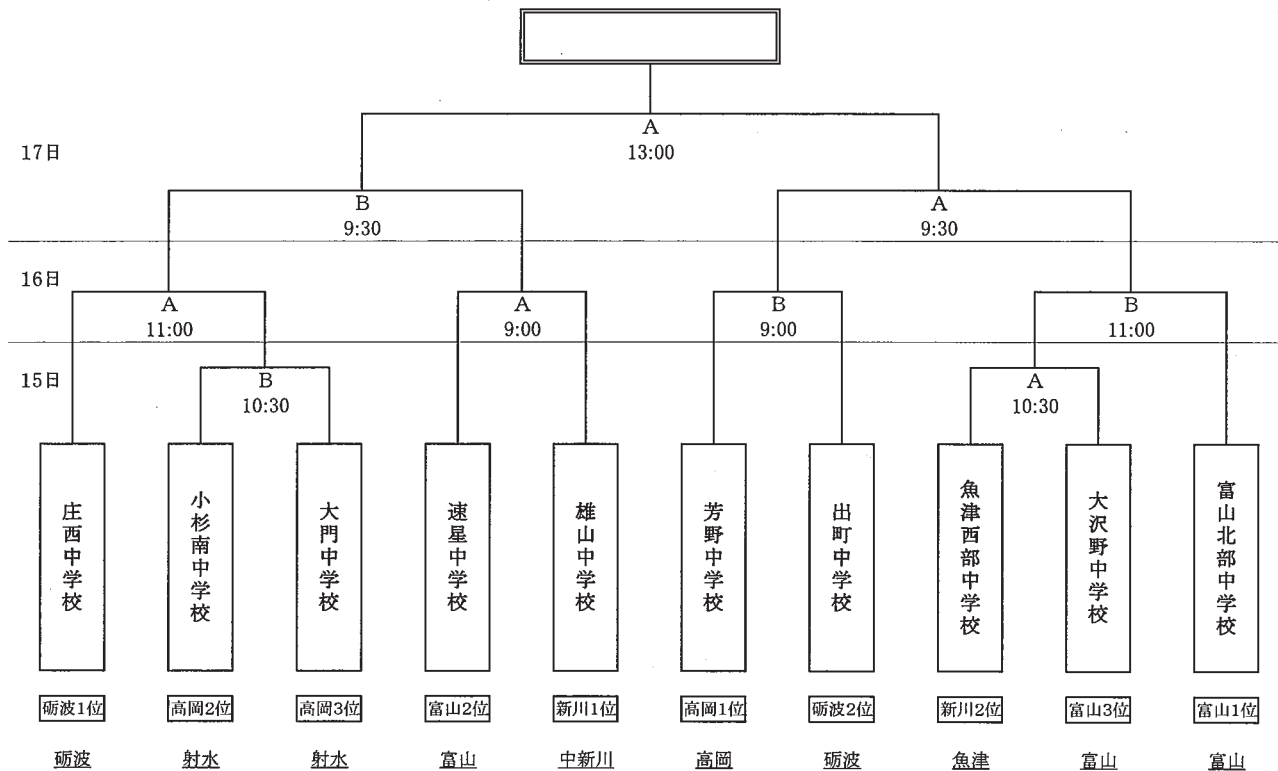 A
13:00
17日
B
9:30
A
9:30
16日
A
11:00
A
9:00
B
9:00
B
11:00
15日
B
10:30
A
10:30
庄西中学校
小杉南中学校
大門中学校
速星中学校
雄山中学校
芳野中学校
出町中学校
魚津西部中学校
大沢野中学校
富山北部中学校
砺波1位
高岡2位
高岡3位
富山2位
新川1位
高岡1位
砺波2位
新川2位
富山3位
富山1位
砺波
射水
射水
富山
中新川
高岡
砺波
魚津
富山
富山